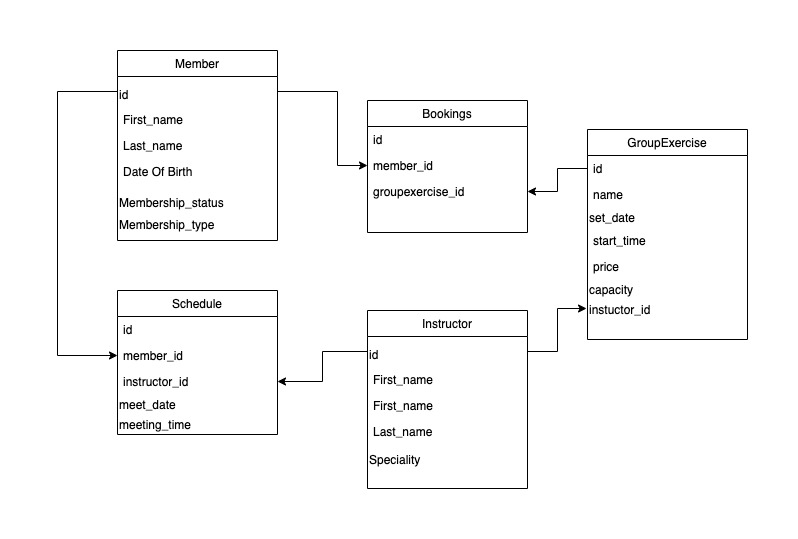 Member
id
First_name
Last_name
Date Of Birth
Membership_status
Membership_type
Bookings
id
member_id
groupexercise_id
GroupExercise
id
name
set_date
start_time
price
capacity
instuctor_id
Schedule
id
member_id
instructor_id
meet_date
meeting_time
Instructor
id
First_name
First_name
Last_name
Speciality